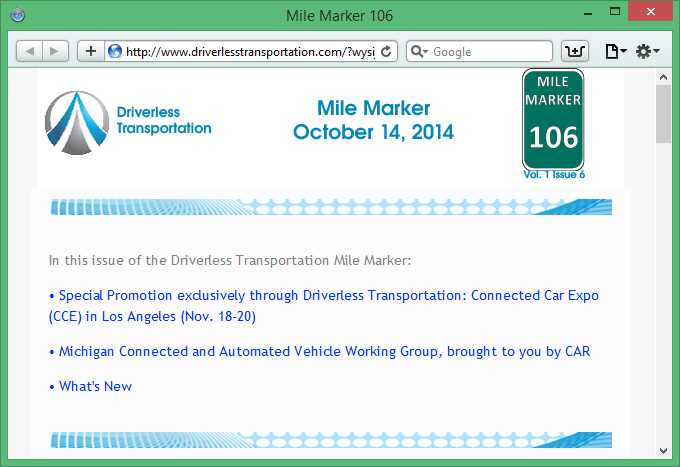 Mile Marker 106
http://www.driverlesstransportation.com/?wysij
Google
Driverless
Transportation
Mile Marker
October 14, 2014
MILE
MARKER
106
Vol. 1 Issue 6
In this issue of the Driverless Transportation Mile Marker:
• Special Promotion exclusively through Driverless Transportation: Connected Car Expo
(CCE) in Los Angeles (Nov. 18-20)
• Michigan Connected and Automated Vehicle Working Group, brought to you by CAR
• What's New